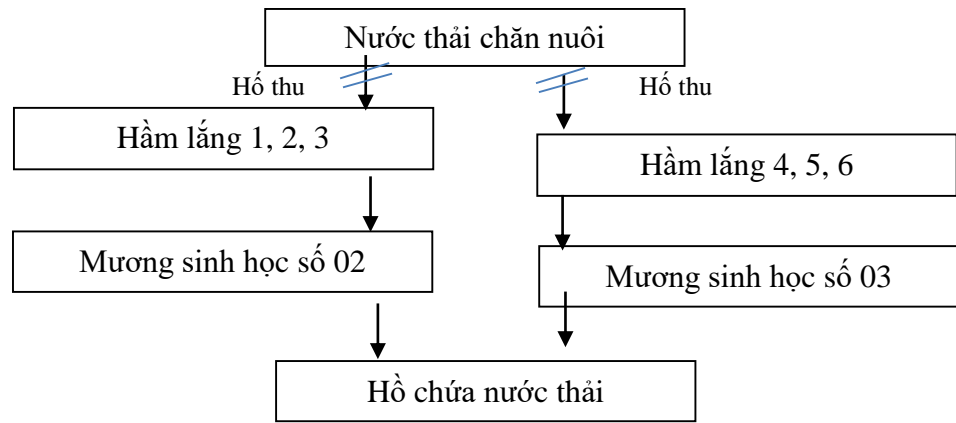 Nước thải chăn nuôi
Hố thu
Hố thu
Hầm lắng 1, 2, 3
Hầm lắng 4, 5, 6
Mương sinh học số 02
Mương sinh học số 03
Hồ chứa nước thải